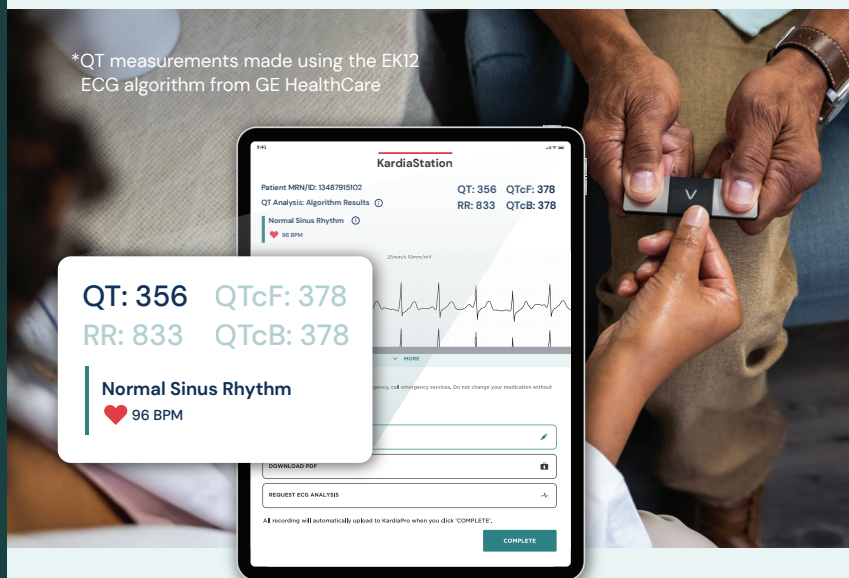 *QT measurements made using the EK12
ECG algorithm from GE HealthCare
9:41
KardiaStation
Patient MRN/ID: 13487915102
QT: 356 QTcF: 378
QT Analysis: Algorithm Results
RR: 833 QTcB: 378
Normal Sinus Rhythm
96 BPM
25mm/s 10mm/mV
QT: 356 QTcF: 378
RR: 833 QTcB: 378
Normal Sinus Rhythm
96 BPM
MORE
call emergency services. Do not change your medication without
DOWNLOAD PDF
REQUEST ECG ANALYSIS
All recording will automatically upload to KardiaPro when you click "COMPLETE".
COMPLETE